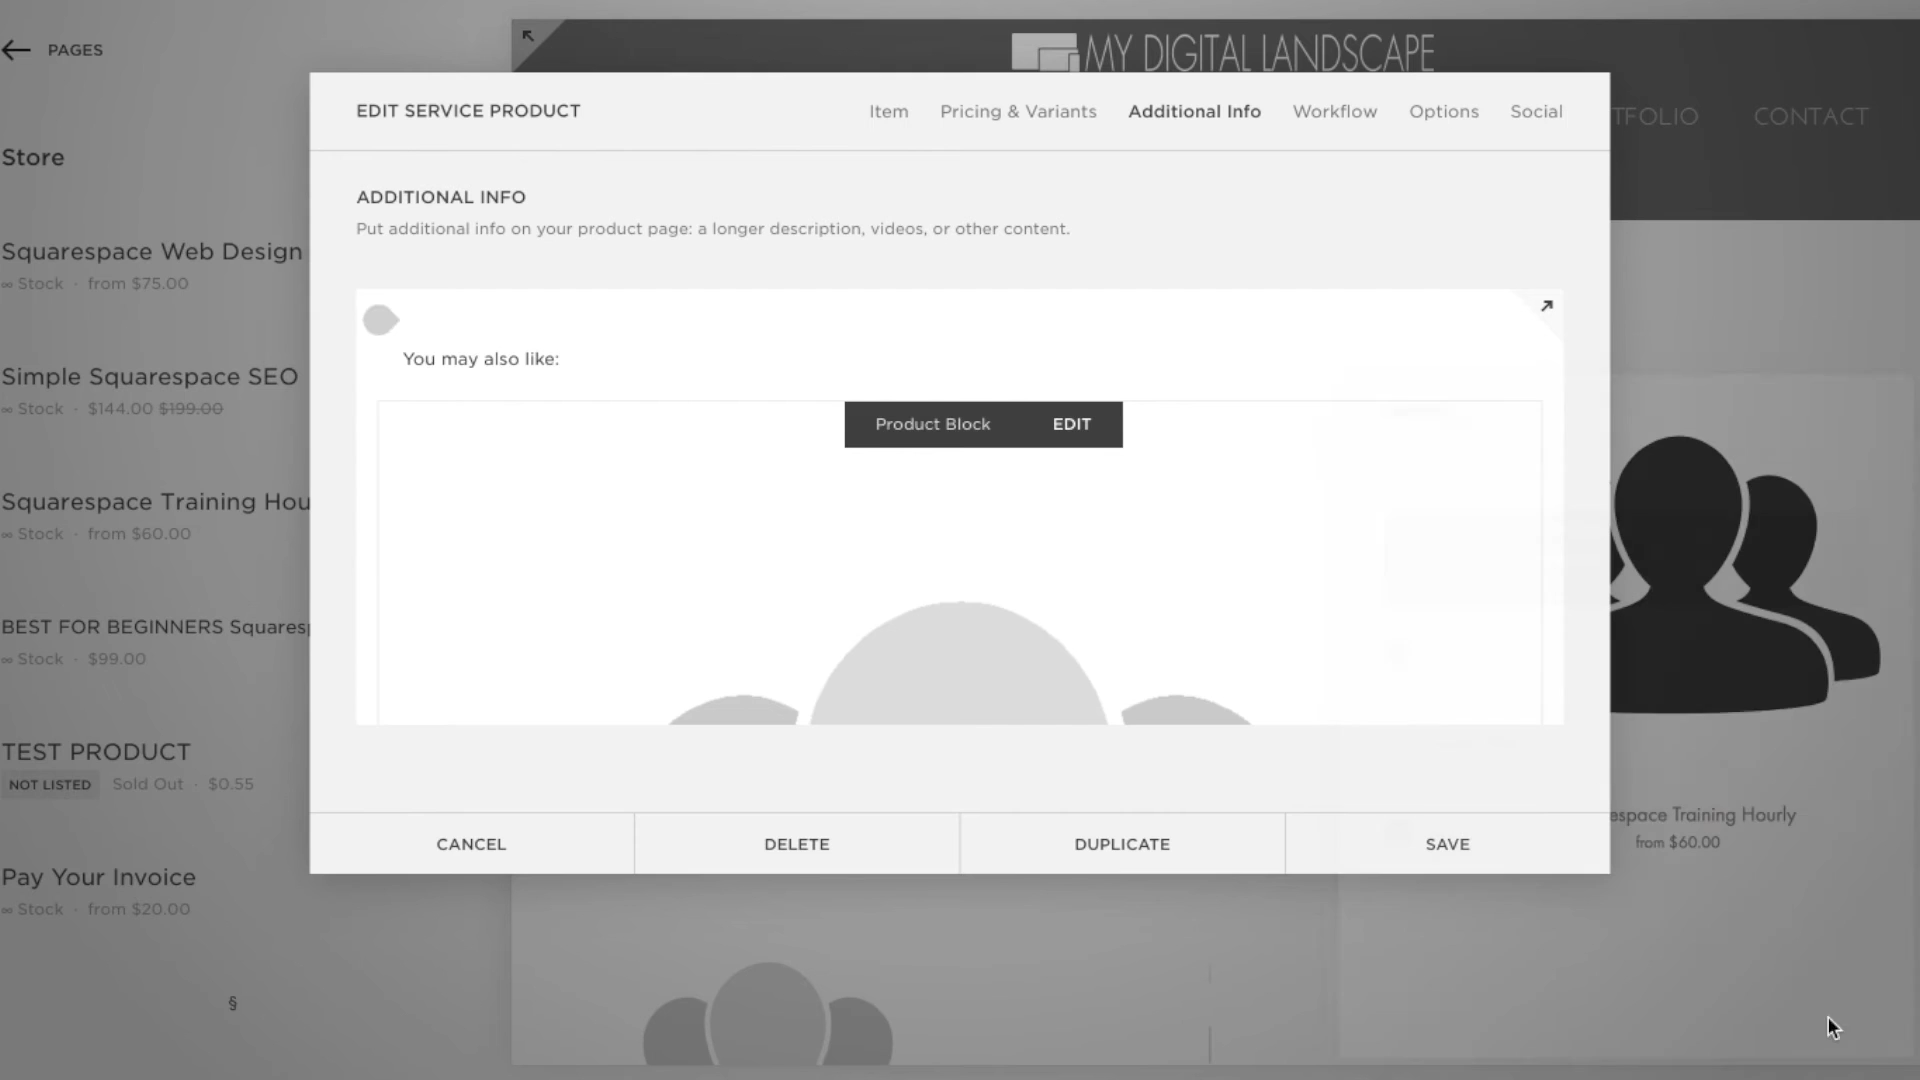 PAGES
Store
Squarespace Web Design
∞ Stock · from $75.00
Simple Squarespace SEO
∞ Stock · $144.00 $199.00
Squarespace Training Hou
∞ Stock · from $60.00
BEST FOR BEGINNERS Squares
∞ Stock · $99.00
TEST PRODUCT
NOT LISTED Sold Out · $0.55
Pay Your Invoice
∞ Stock · from $20.00
§
MY DIGITAL LANDSCAPE
TFOLIO CONTACT
EDIT SERVICE PRODUCT
Item Pricing & Variants Additional Info Workflow Options Social
ADDITIONAL INFO
Put additional info on your product page: a longer description, videos, or other content.
You may also like:
Product Block EDIT
CANCEL DELETE DUPLICATE SAVE
espace Training Hourly
from $60.00